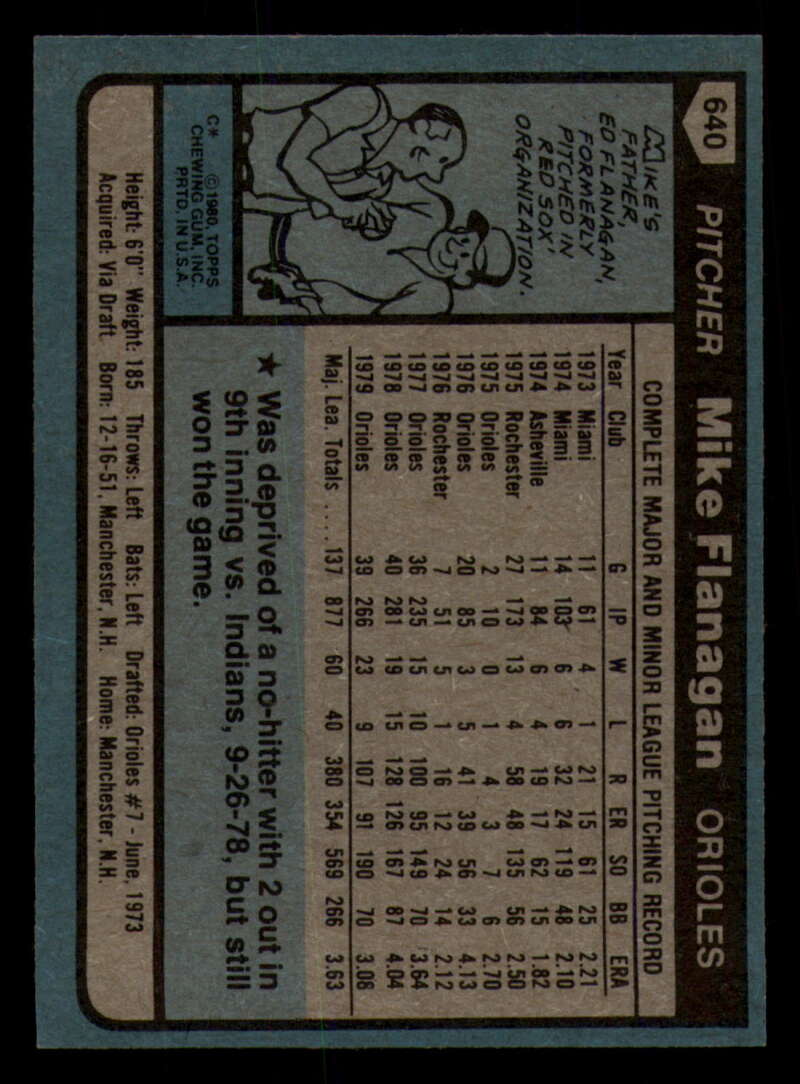 640 PITCHER Mike Flanagan ORIOLES
MIKE'S
FATHER,
ED FLANAGAN,
FORMERLY
PITCHED IN
RED SOX'
ORGANIZATION.
C* ©1980, TOPPS
CHEWING GUM, INC.
PRTD. IN U.S.A.
COMPLETE MAJOR AND MINOR LEAGUE PITCHING RECORD
Year Club G IP W L R ER SO BB ERA
1973 Miami 11 61 4 1 21 15 61 25 2.21
1974 Miami 14 103 6 6 32 24 119 48 2.10
1974 Asheville 11 84 6 4 19 17 62 15 1.82
1975 Rochester 27 173 13 4 58 48 135 56 2.50
1975 Orioles 2 10 0 1 4 3 7 6 2.70
1976 Orioles 20 85 3 5 41 39 56 33 4.13
1976 Rochester 7 51 5 1 16 12 24 14 2.12
1977 Orioles 36 235 15 10 100 95 149 70 3.64
1978 Orioles 40 281 19 15 128 126 167 87 4.04
1979 Orioles 39 266 23 9 107 91 190 70 3.08
Maj. Lea. Totals .... 137 877 60 40 380 354 569 266 3.63
★ Was deprived of a no-hitter with 2 out in
9th inning vs. Indians, 9-26-78, but still
won the game.
Height: 6'0" Weight: 185 Throws: Left Bats: Left Drafted: Orioles #7 - June, 1973
Acquired: Via Draft Born: 12-16-51, Manchester, N.H. Home: Manchester, N.H.